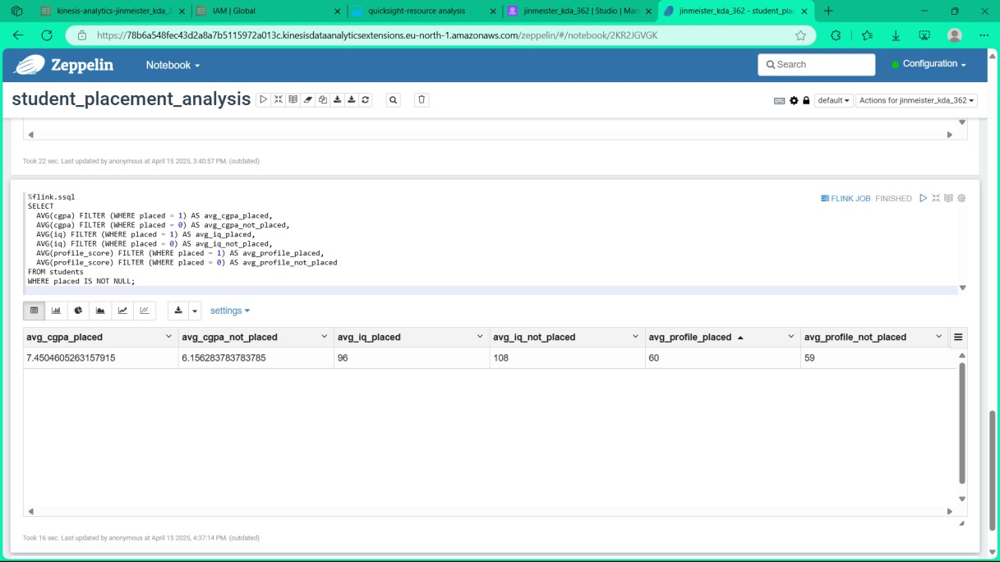 kinesis-analytics-jinmeister_kda_3
IAM | Global
quicksight-resource analysis
jinmeister_kda_362 | Studio | Man
jinmeister_kda_362 - student_plac
https://78b6a548fec43d2a8a7b5115972a013c.kinesisdataanalyticsextensions.eu-north-1.amazonaws.com/zeppelin/#/notebook/2KR2JGVGK
Zeppelin
Notebook
Search
Configuration
student_placement_analysis
default
Actions for jinmeister_kda_362
Took 22 sec. Last updated by anonymous at April 15 2025, 3:40:57 PM. (outdated)
%flink.ssql
FLINK JOB FINISHED
SELECT
AVG(cgpa) FILTER (WHERE placed = 1) AS avg_cgpa_placed,
AVG(cgpa) FILTER (WHERE placed = 0) AS avg_cgpa_not_placed,
AVG(iq) FILTER (WHERE placed = 1) AS avg_iq_placed,
AVG(iq) FILTER (WHERE placed = 0) AS avg_iq_not_placed,
AVG(profile_score) FILTER (WHERE placed = 1) AS avg_profile_placed,
AVG(profile_score) FILTER (WHERE placed = 0) AS avg_profile_not_placed
FROM students
WHERE placed IS NOT NULL;
settings
avg_cgpa_placed avg_cgpa_not_placed avg_iq_placed avg_iq_not_placed avg_profile_placed avg_profile_not_placed
7.4504605263157915 6.156283783783785 96 108 60 59
Took 16 sec. Last updated by anonymous at April 15 2025, 4:37:14 PM. (outdated)